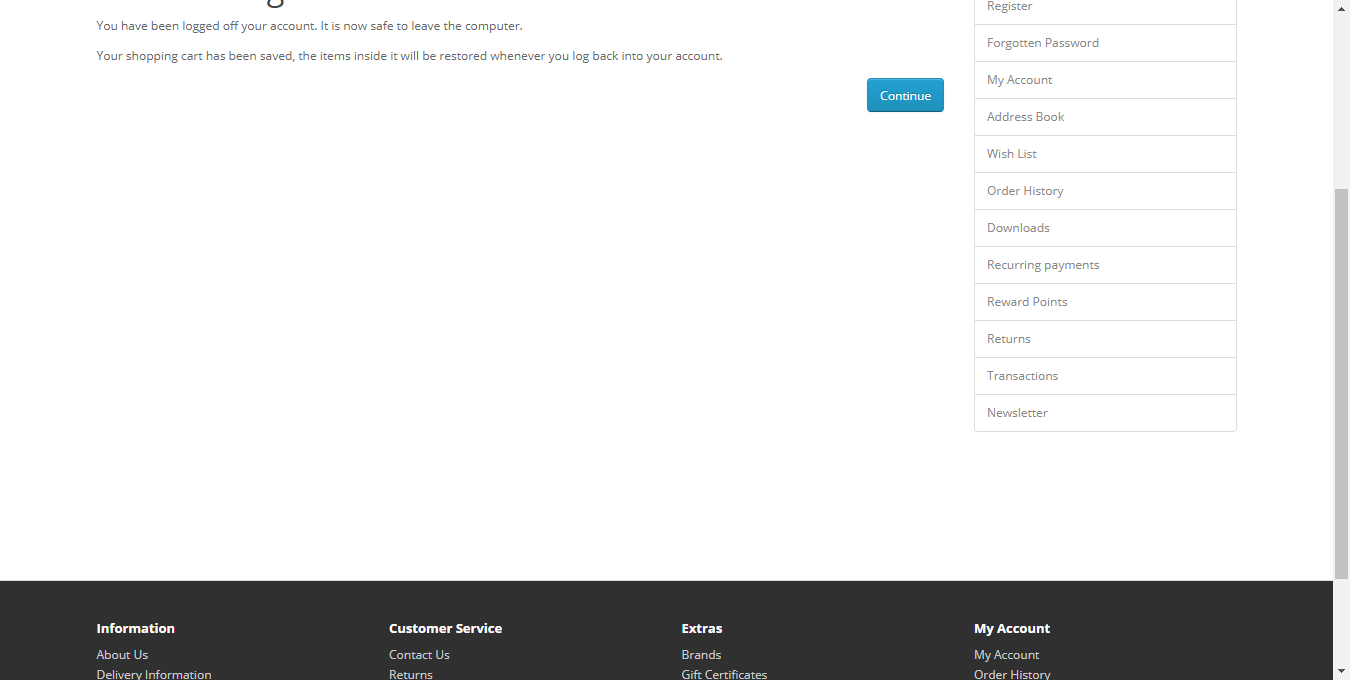 You have been logged off your account. It is now safe to leave the computer.
Your shopping cart has been saved, the items inside it will be restored whenever you log back into your account.
Continue
Register
Forgotten Password
My Account
Address Book
Wish List
Order History
Downloads
Recurring payments
Reward Points
Returns
Transactions
Newsletter
Information
About Us
Delivery Information
Customer Service
Contact Us
Returns
Extras
Brands
Gift Certificates
My Account
My Account
Order History